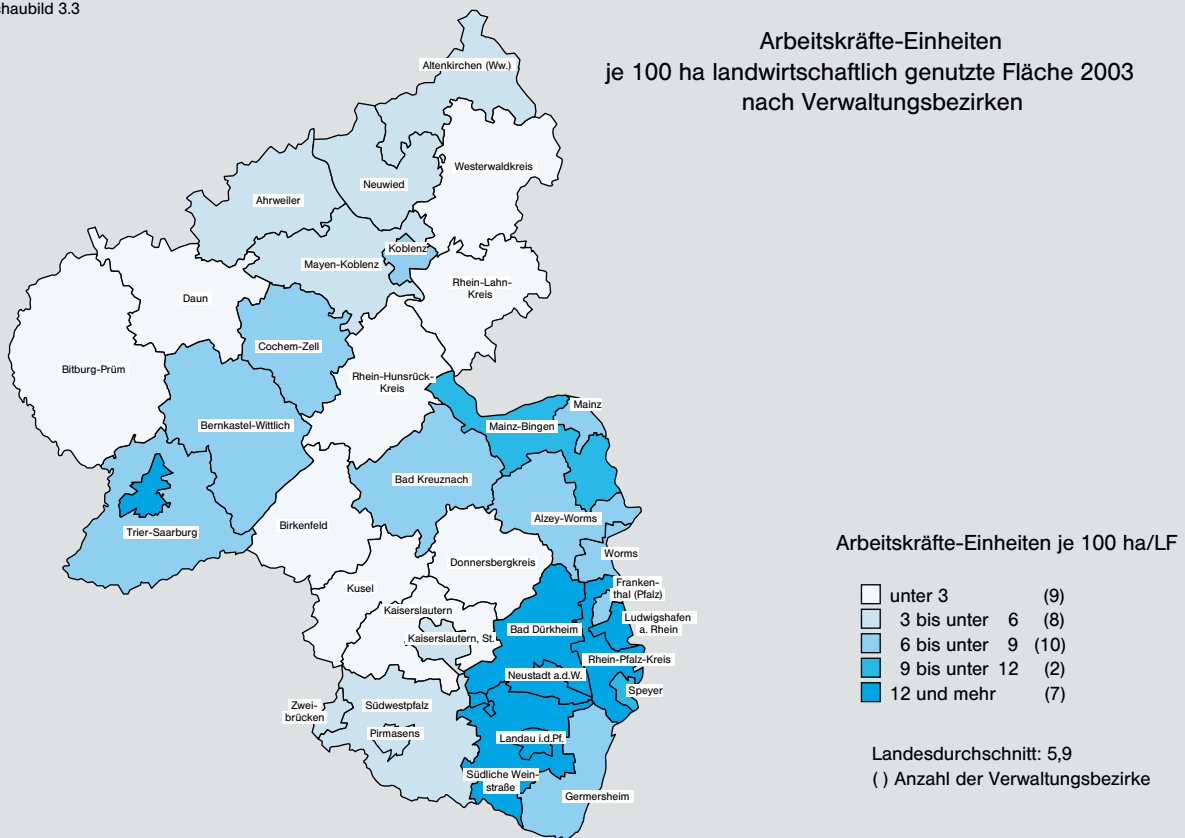 chaubild 3.3
Arbeitskräfte-Einheiten
je 100 ha landwirtschaftlich genutzte Fläche 2003
nach Verwaltungsbezirken
Altenkirchen (Ww.)
Westerwaldkreis
Neuwied
Ahrweiler
Koblenz
Mayen-Koblenz
Rhein-Lahn-
Kreis
Daun
Cochem-Zell
Bitburg-Prüm
Rhein-Hunsrück-
Kreis
Mainz
Bernkastel-Wittlich
Mainz-Bingen
Bad Kreuznach
Alzey-Worms
Birkenfeld
Trier-Saarburg
Worms
Donnersbergkreis
Kusel
Franken-
thal (Pfalz)
Kaiserslautern
Ludwigshafen
a. Rhein
Bad Dürkheim
Kaiserslautern, St.
Rhein-Pfalz-Kreis
Neustadt a.d.W.
Speyer
Zwei-
brücken
Südwestpfalz
Pirmasens
Landau i.d.Pf.
Südliche Wein-
straße
Germersheim
Arbeitskräfte-Einheiten je 100 ha/LF
unter 3 (9)
3 bis unter 6 (8)
6 bis unter 9 (10)
9 bis unter 12 (2)
12 und mehr (7)
Landesdurchschnitt: 5,9
( ) Anzahl der Verwaltungsbezirke